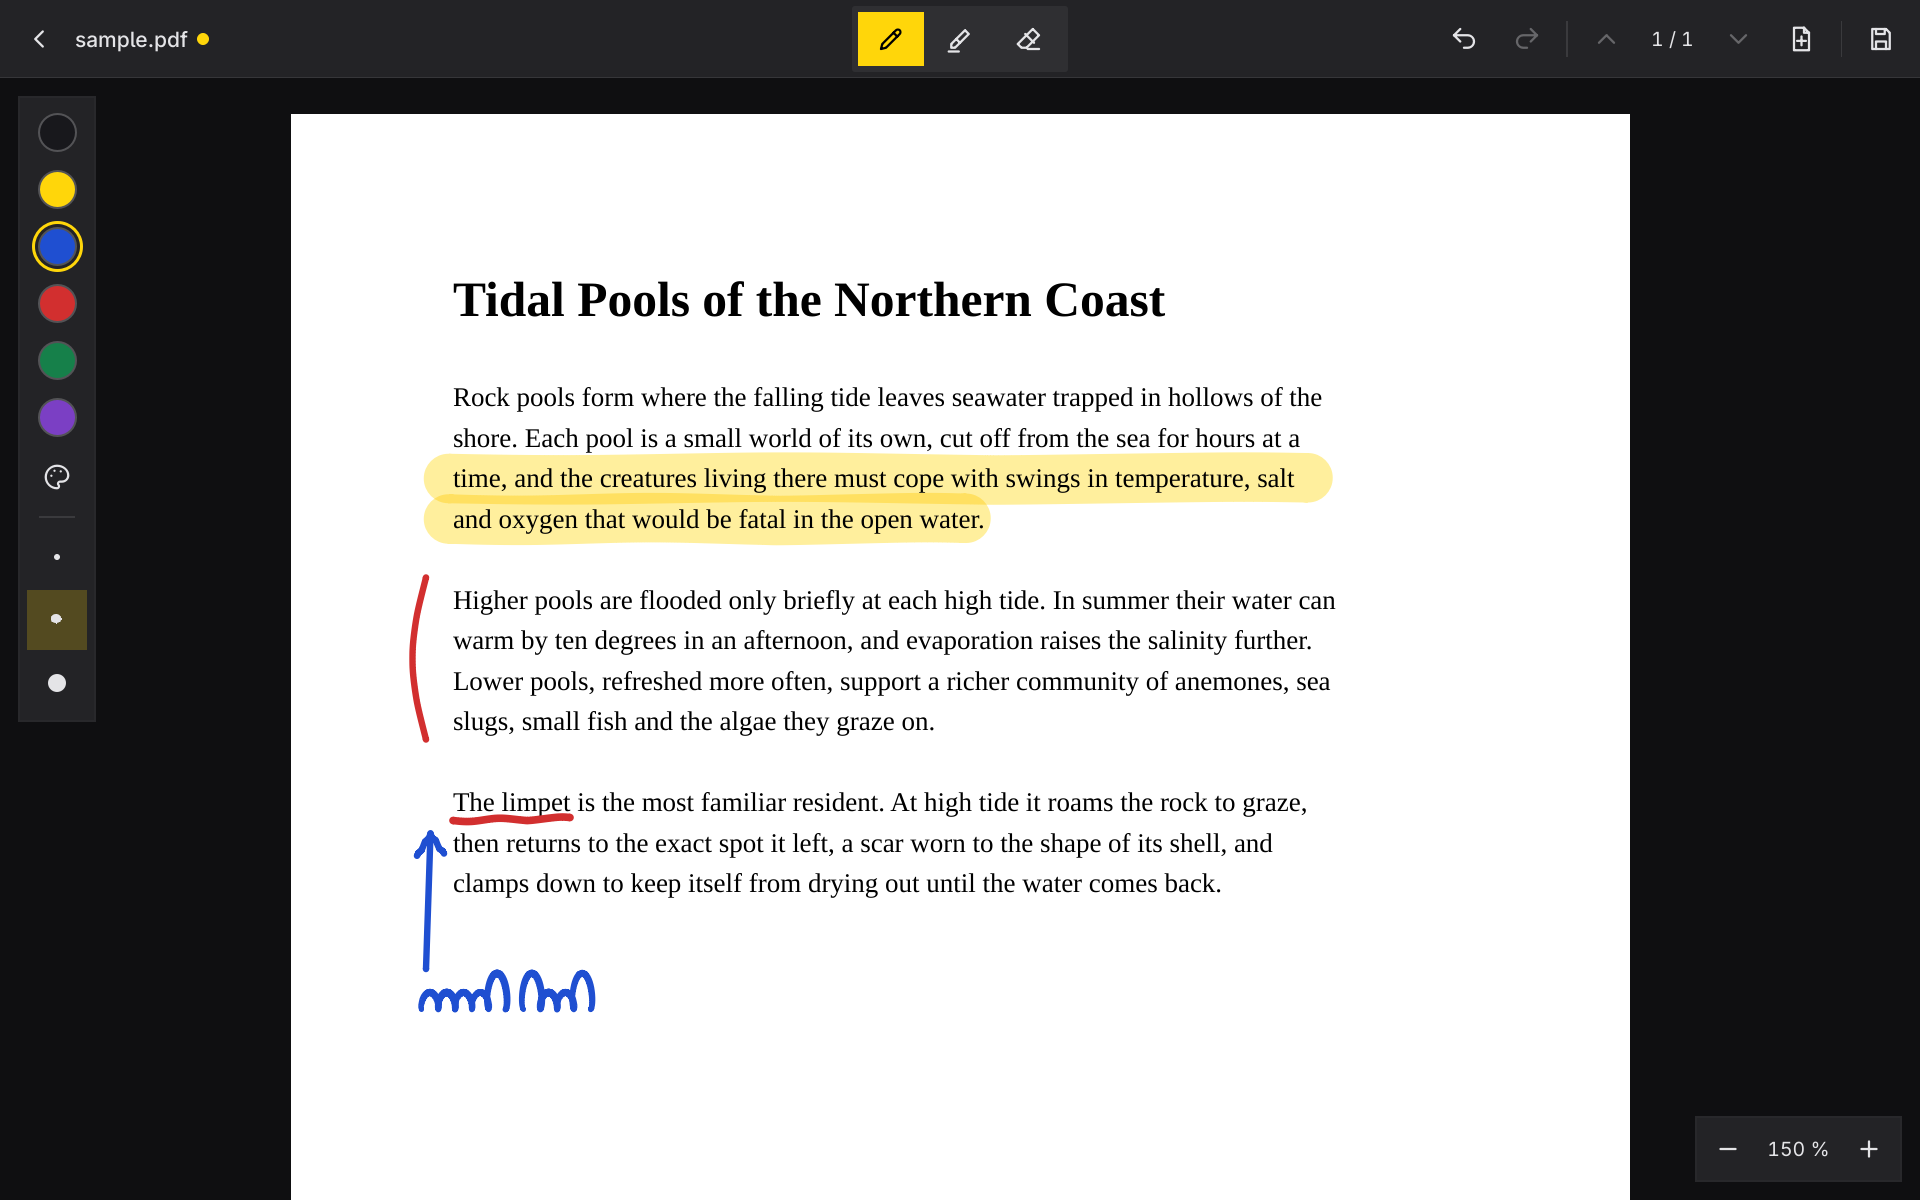 sample.pdf
1 / 1
Tidal Pools of the Northern Coast
Rock pools form where the falling tide leaves seawater trapped in hollows of the
shore. Each pool is a small world of its own, cut off from the sea for hours at a
time, and the creatures living there must cope with swings in temperature, salt
and oxygen that would be fatal in the open water.
Higher pools are flooded only briefly at each high tide. In summer their water can
warm by ten degrees in an afternoon, and evaporation raises the salinity further.
Lower pools, refreshed more often, support a richer community of anemones, sea
slugs, small fish and the algae they graze on.
The limpet is the most familiar resident. At high tide it roams the rock to graze,
then returns to the exact spot it left, a scar worn to the shape of its shell, and
clamps down to keep itself from drying out until the water comes back.
150 %